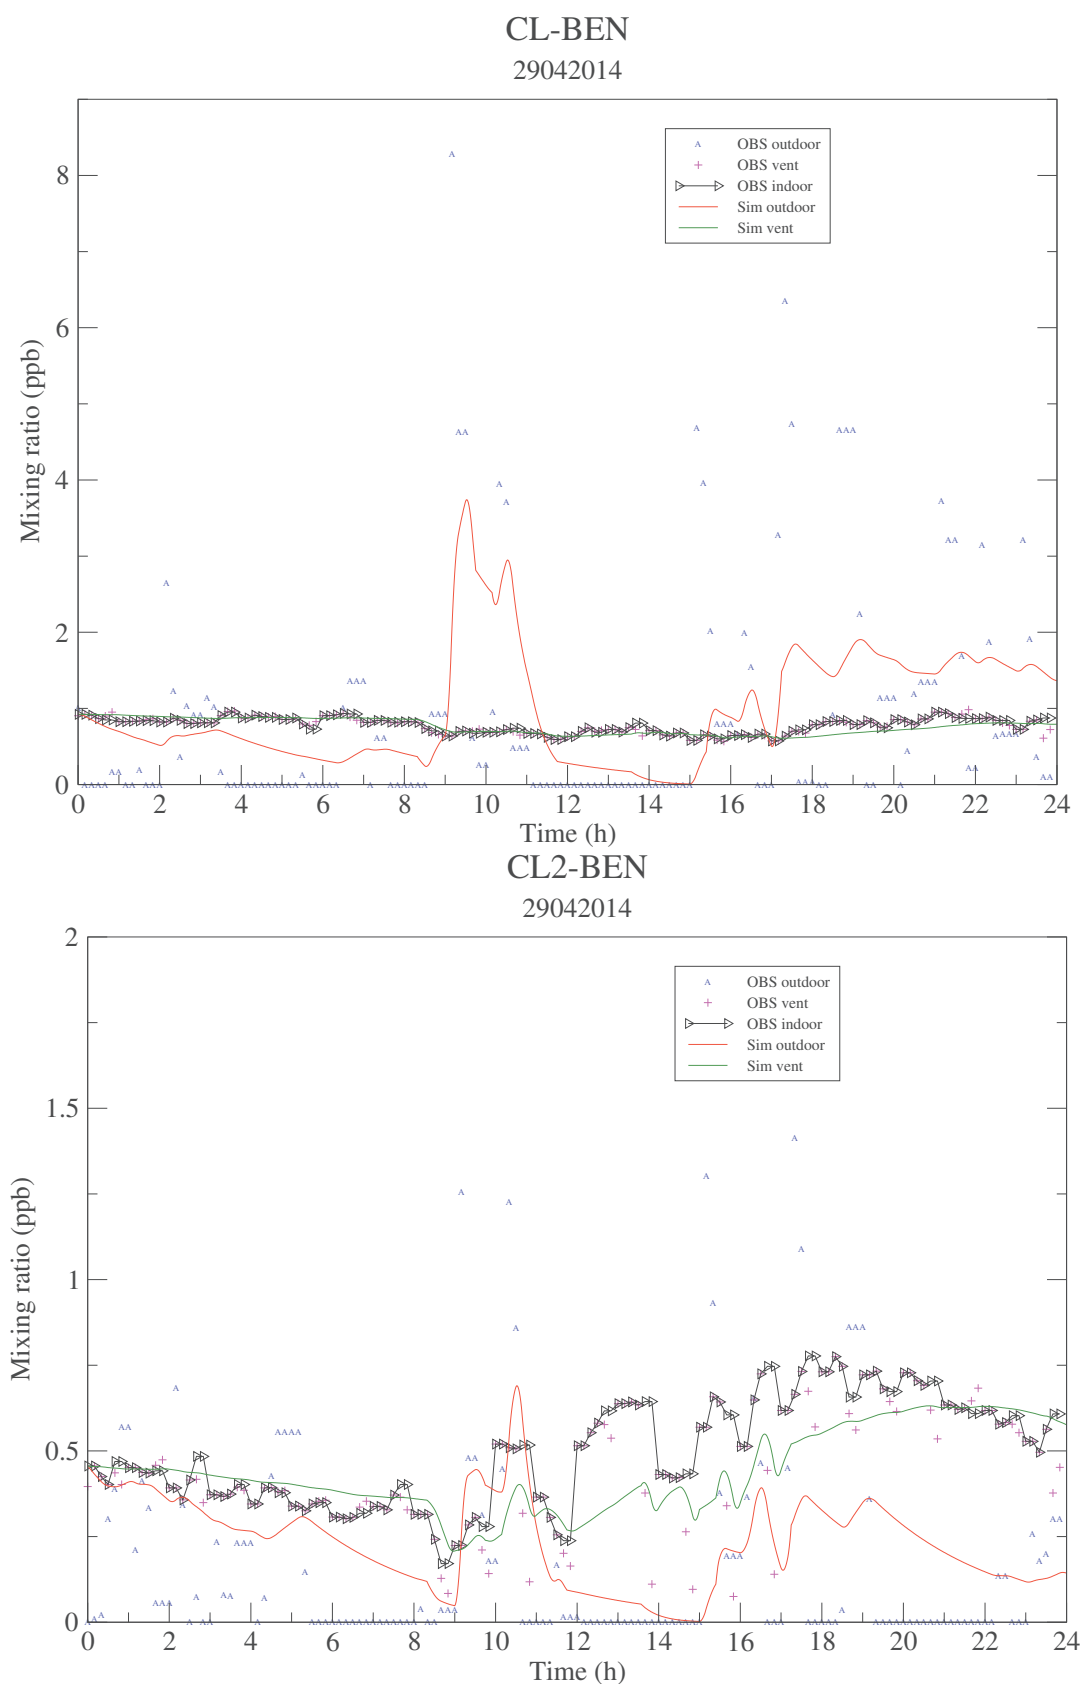 CL-BEN
29042014
OBS outdoor
OBS vent
OBS indoor
Sim outdoor
Sim vent
8
6
4
2
0
Mixing ratio (ppb)
0 2 4 6 8 10 12 14 16 18 20 22 24
Time (h)
CL2-BEN
29042014
OBS outdoor
OBS vent
OBS indoor
Sim outdoor
Sim vent
2
1.5
1
0.5
0
Mixing ratio (ppb)
0 2 4 6 8 10 12 14 16 18 20 22 24
Time (h)